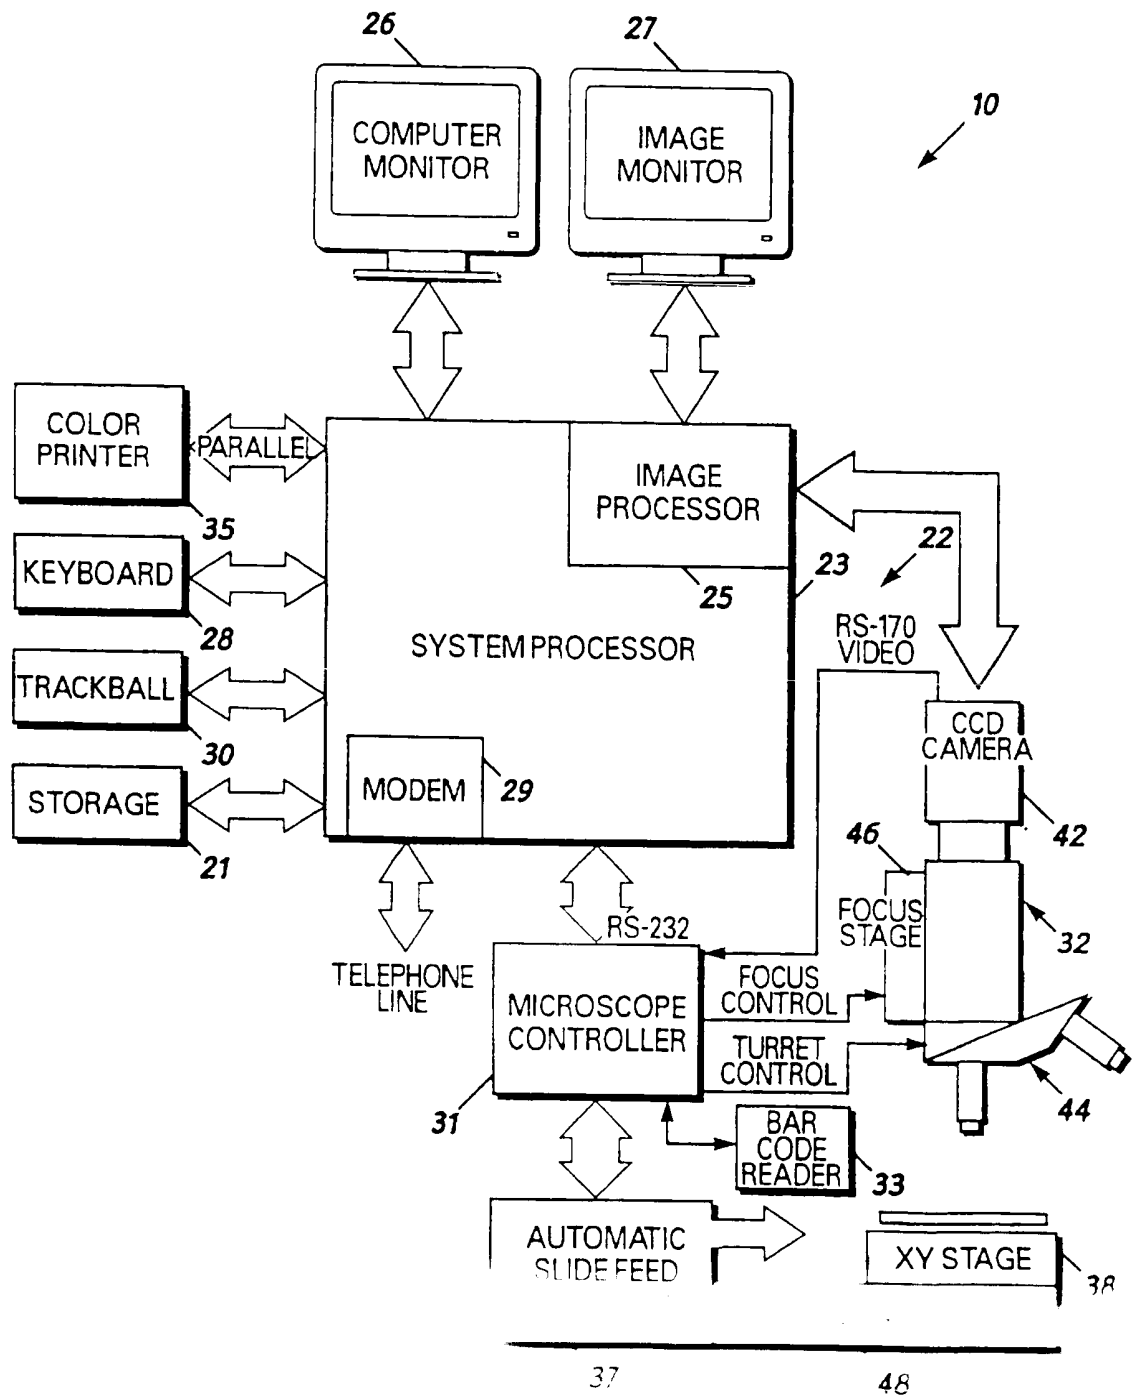 26
27
10
COMPUTER
MONITOR
IMAGE
MONITOR
COLOR
PRINTER
PARALLEL
35
IMAGE
PROCESSOR
25
23
22
KEYBOARD
28
SYSTEM PROCESSOR
RS-170
VIDEO
TRACKBALL
30
CCD
CAMERA
42
MODEM
29
STORAGE
21
46
FOCUS
STAGE
32
RS-232
TELEPHONE
LINE
MICROSCOPE
CONTROLLER
31
FOCUS
CONTROL
TURRET
CONTROL
44
BAR
CODE
READER
33
AUTOMATIC
SLIDE FEED
XY STAGE
38
37
48